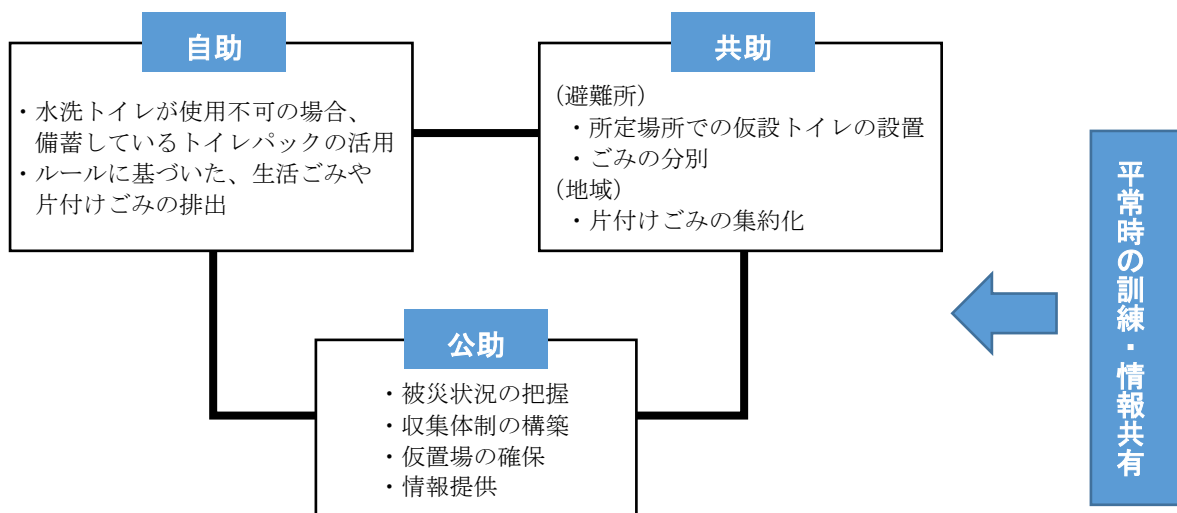 自助
・水洗トイレが使用不可の場合、
備蓄しているトイレパックの活用
・ルールに基づいた、生活ごみや
片付けごみの排出
共助
(避難所)
・所定場所での仮設トイレの設置
・ごみの分別
(地域)
・片付けごみの集約化
公助
・被災状況の把握
・収集体制の構築
・仮置場の確保
・情報提供
平常時の訓練・情報共有